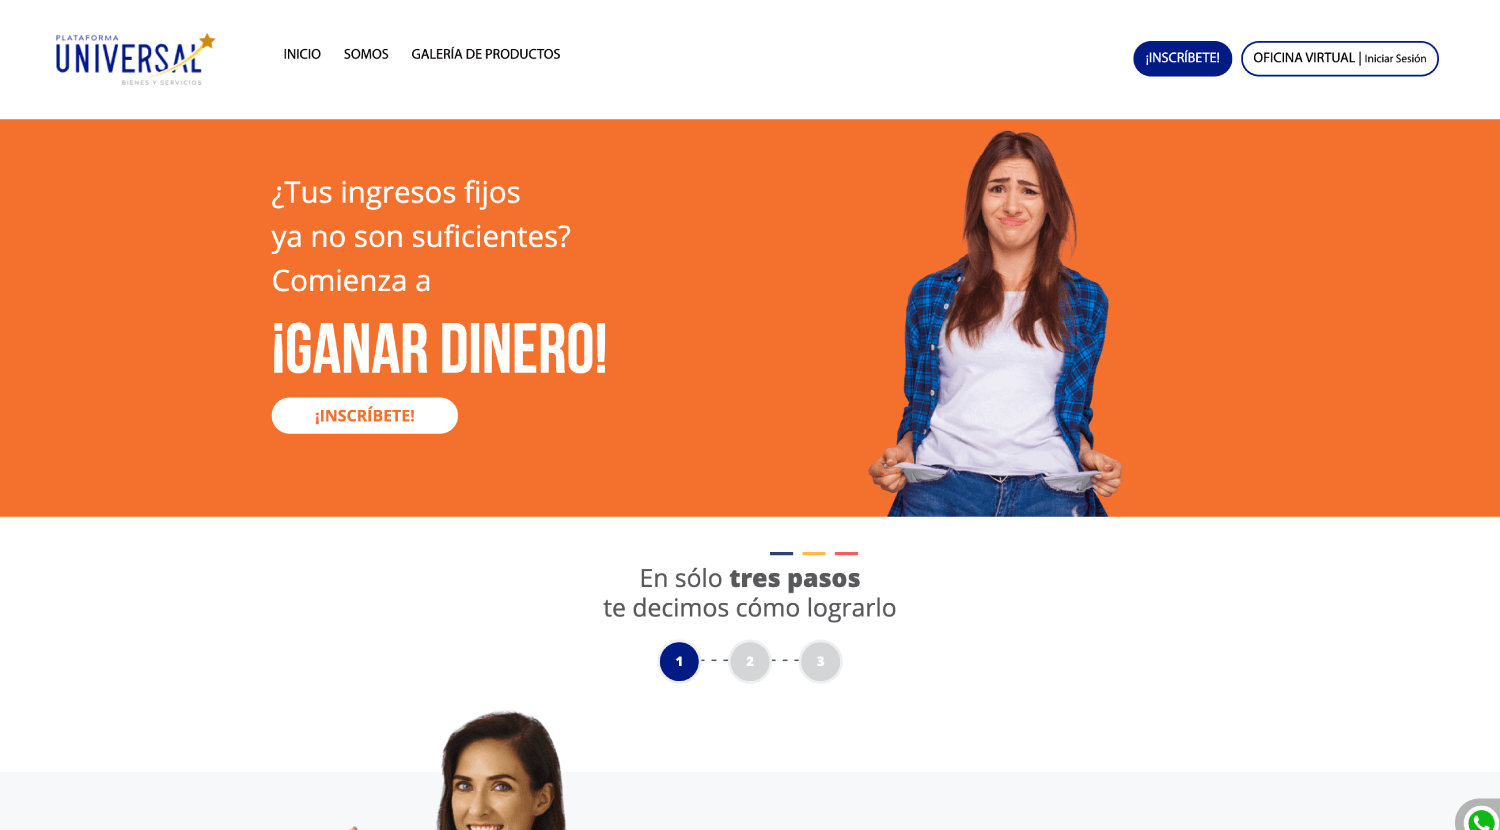 PLATAFORMA
UNIVERSAL
BIENES Y SERVICIOS
INICIO
SOMOS
GALERÍA DE PRODUCTOS
¡INSCRÍBETE!
OFICINA VIRTUAL | Iniciar Sesión
¿Tus ingresos fijos
ya no son suficientes?
Comienza a
¡GANAR DINERO!
¡INSCRÍBETE!
En sólo tres pasos
te decimos cómo lograrlo
1
2
3